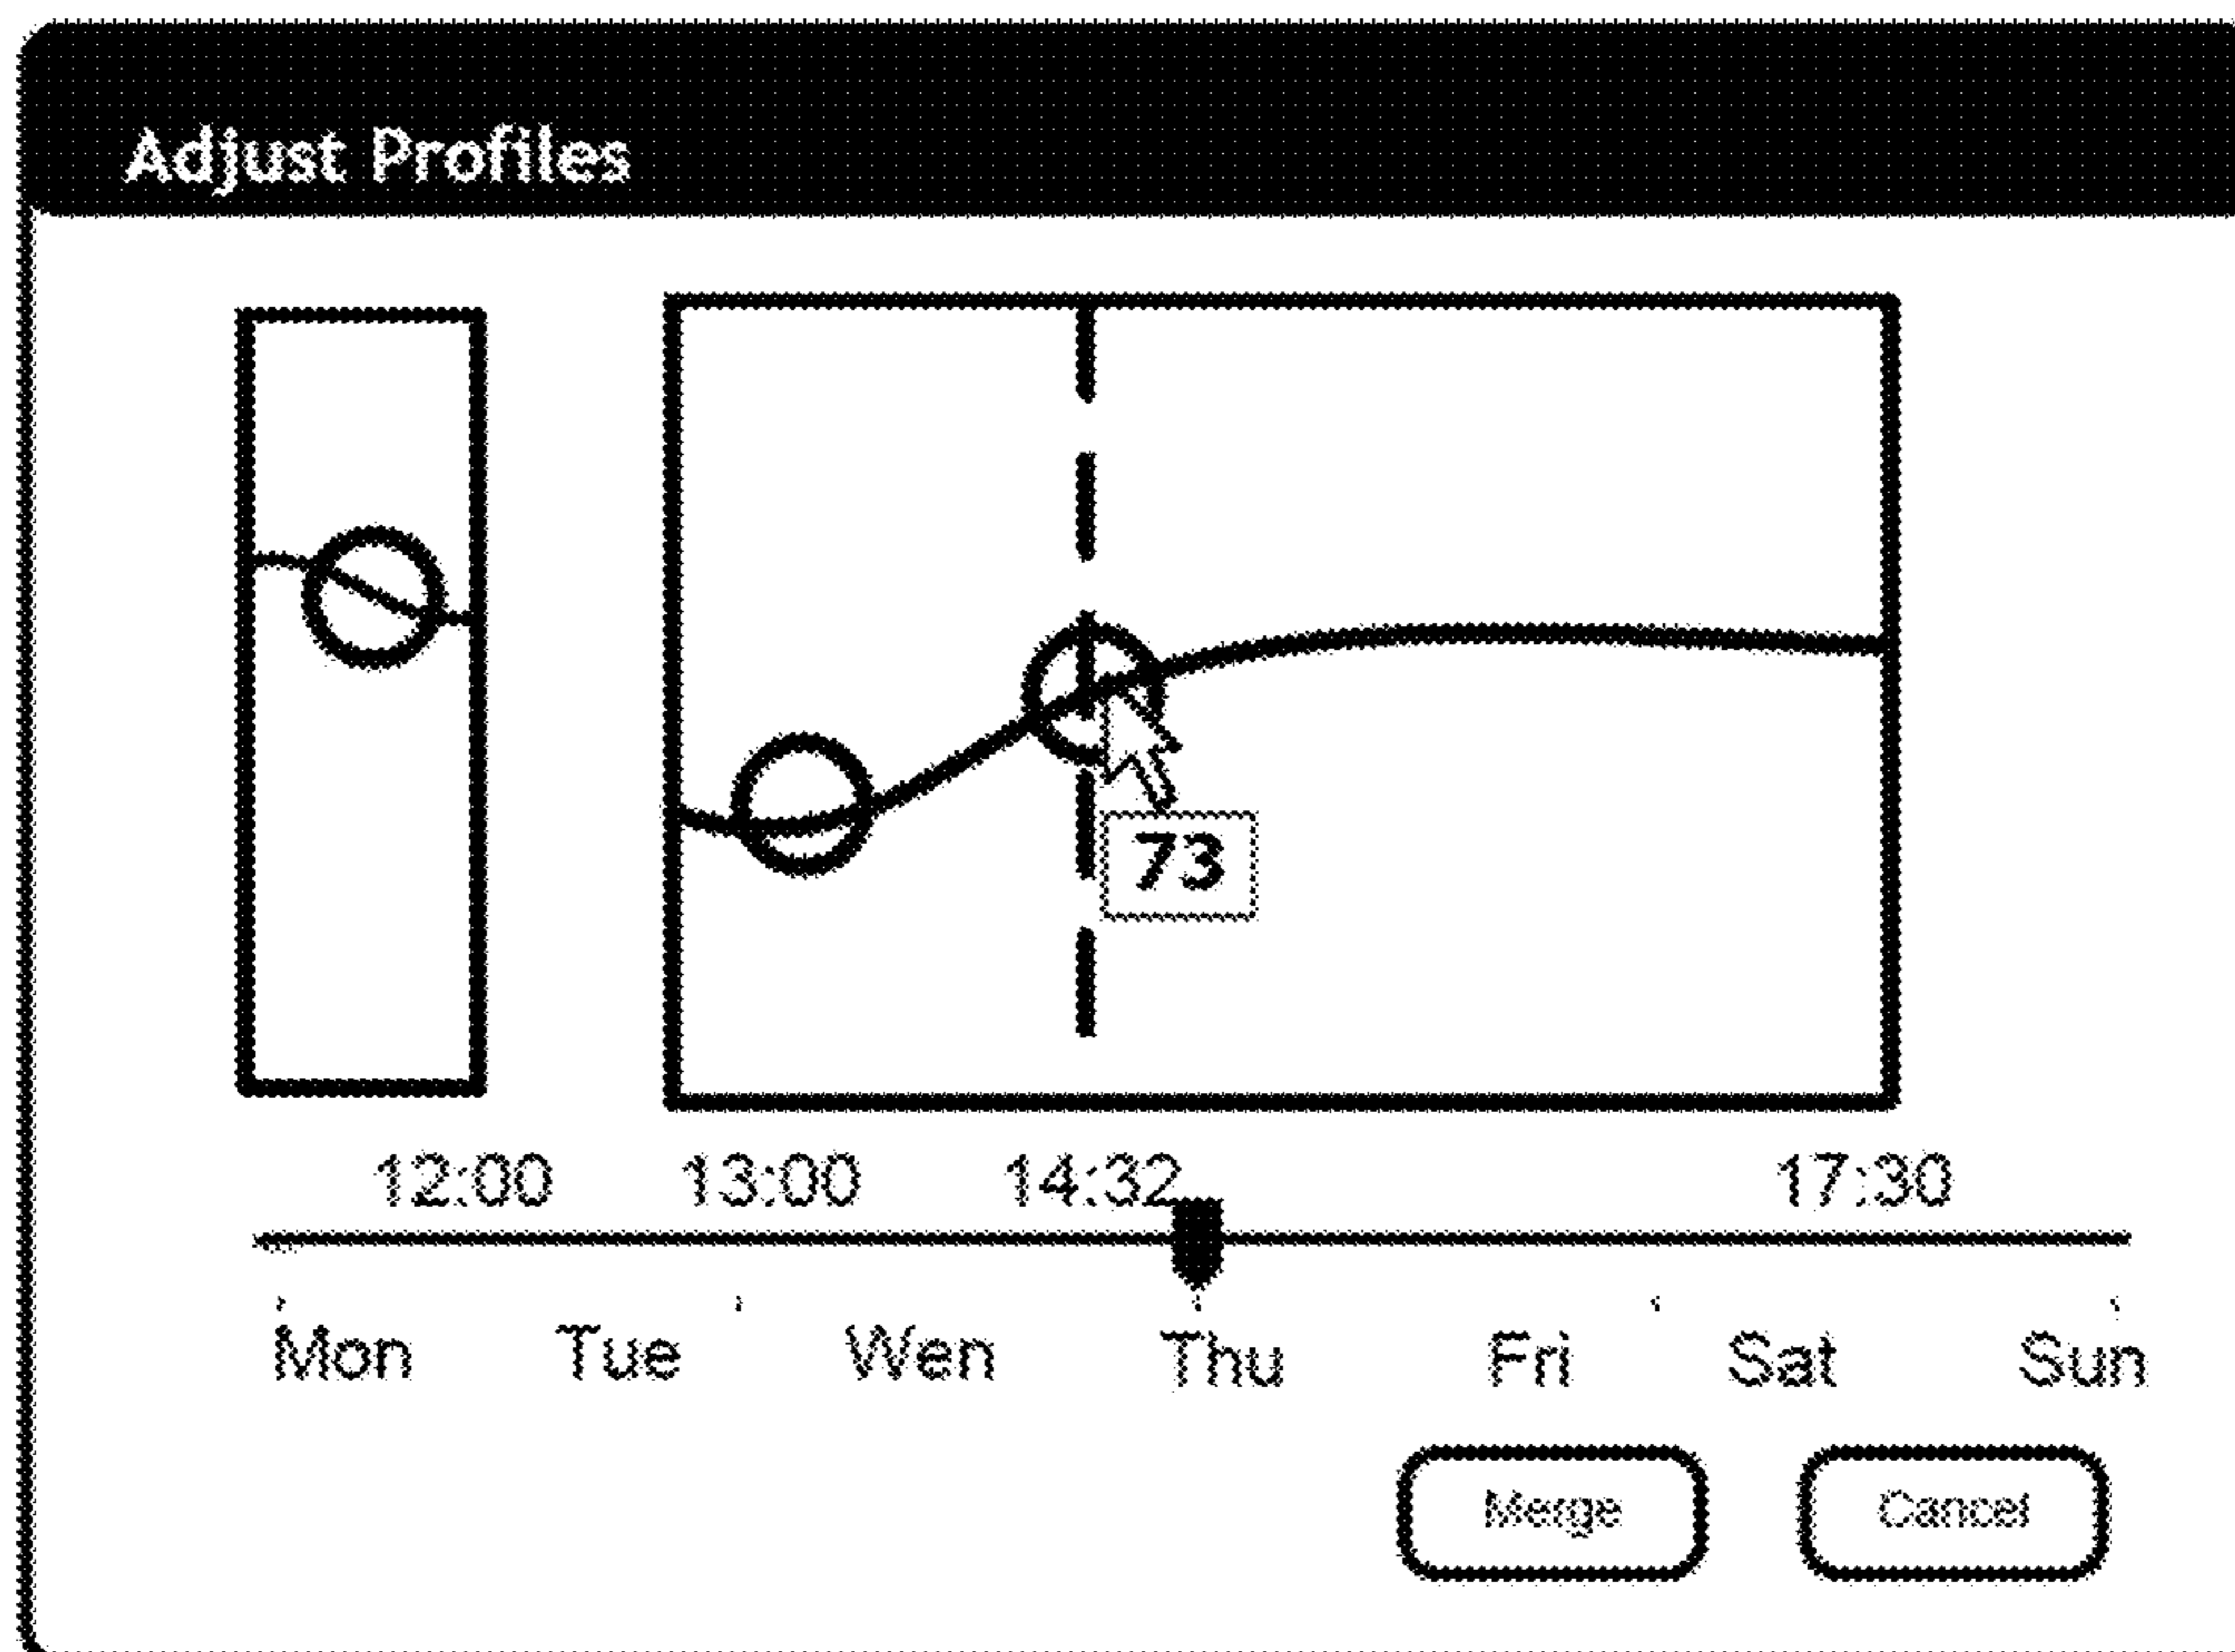 Adjust Profiles
73
12:00 13:00 14:32 17:30
Mon Tue Wen Thu Fri Sat Sun
Merge Cancel